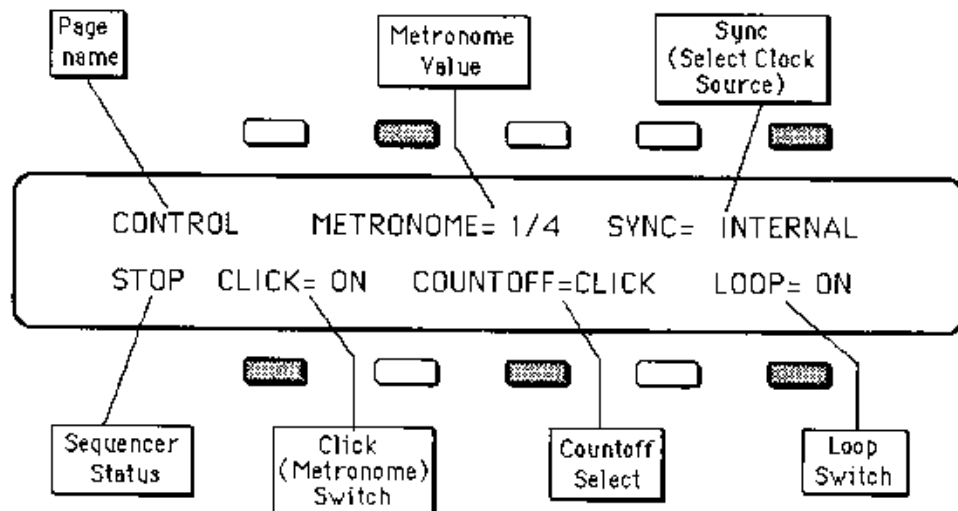 Page
name
Metronome
Value
Sync
(Select Clock
Source)
CONTROL METRONOME= 1/4 SYNC= INTERNAL
STOP CLICK= ON COUNTOFF=CLICK LOOP= ON
Sequencer
Status
Click
(Metronome)
Switch
Countoff
Select
Loop
Switch